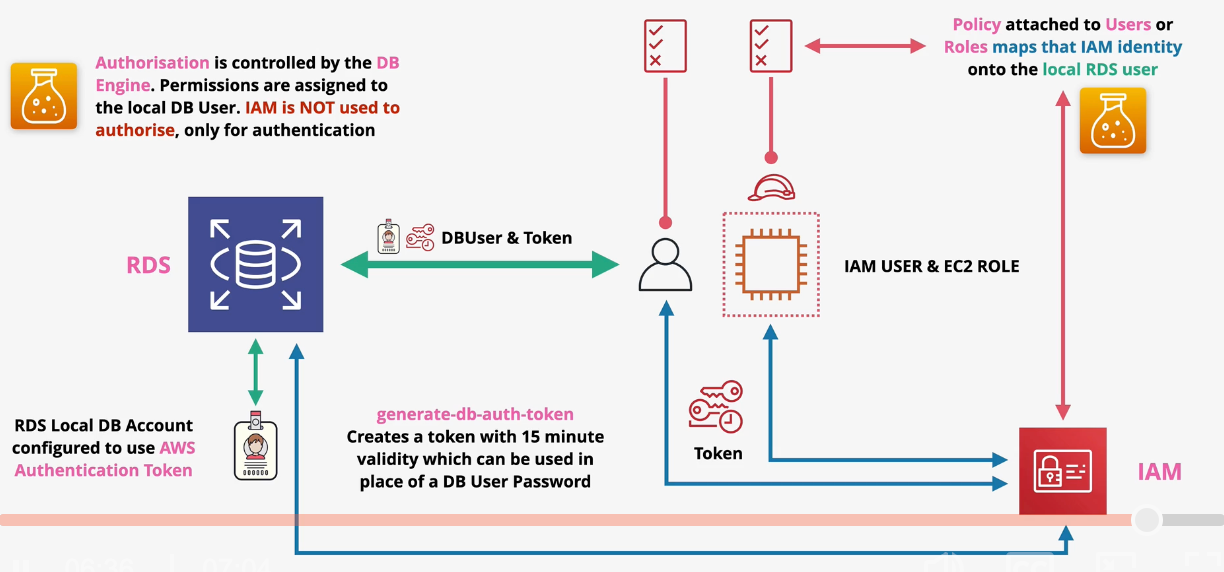 Authorisation is controlled by the DB
Engine. Permissions are assigned to
the local DB User. IAM is NOT used to
authorise, only for authentication
Policy attached to Users or
Roles maps that IAM identity
onto the local RDS user
RDS
DBUser & Token
IAM USER & EC2 ROLE
RDS Local DB Account
configured to use AWS
Authentication Token
generate-db-auth-token
Creates a token with 15 minute
validity which can be used in
place of a DB User Password
Token
IAM